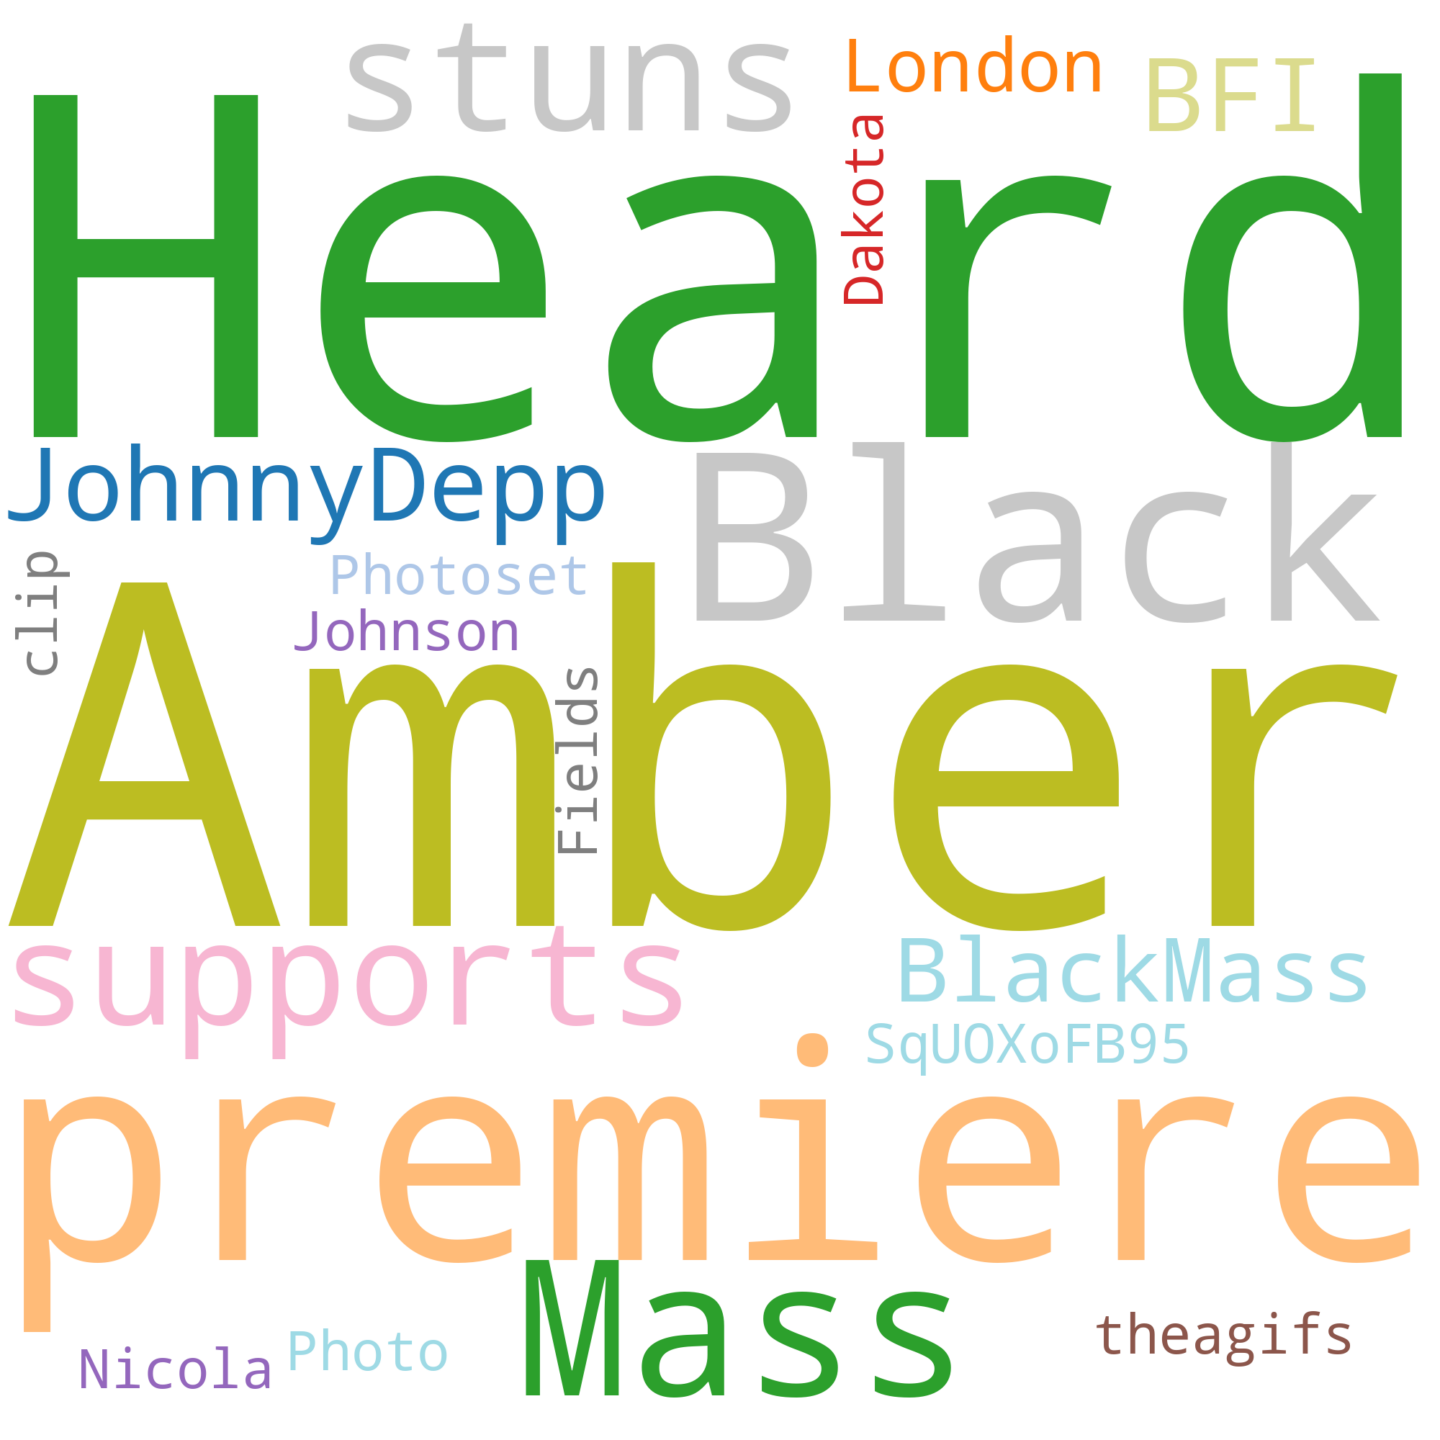 stuns
London
BFI
Heard
Dakota
JohnnyDepp
Black
clip
Photoset
Johnson
Amber
Fields
supports
BlackMass
SqUOXoFB95
premiere
Mass
theagifs
Nicola
Photo